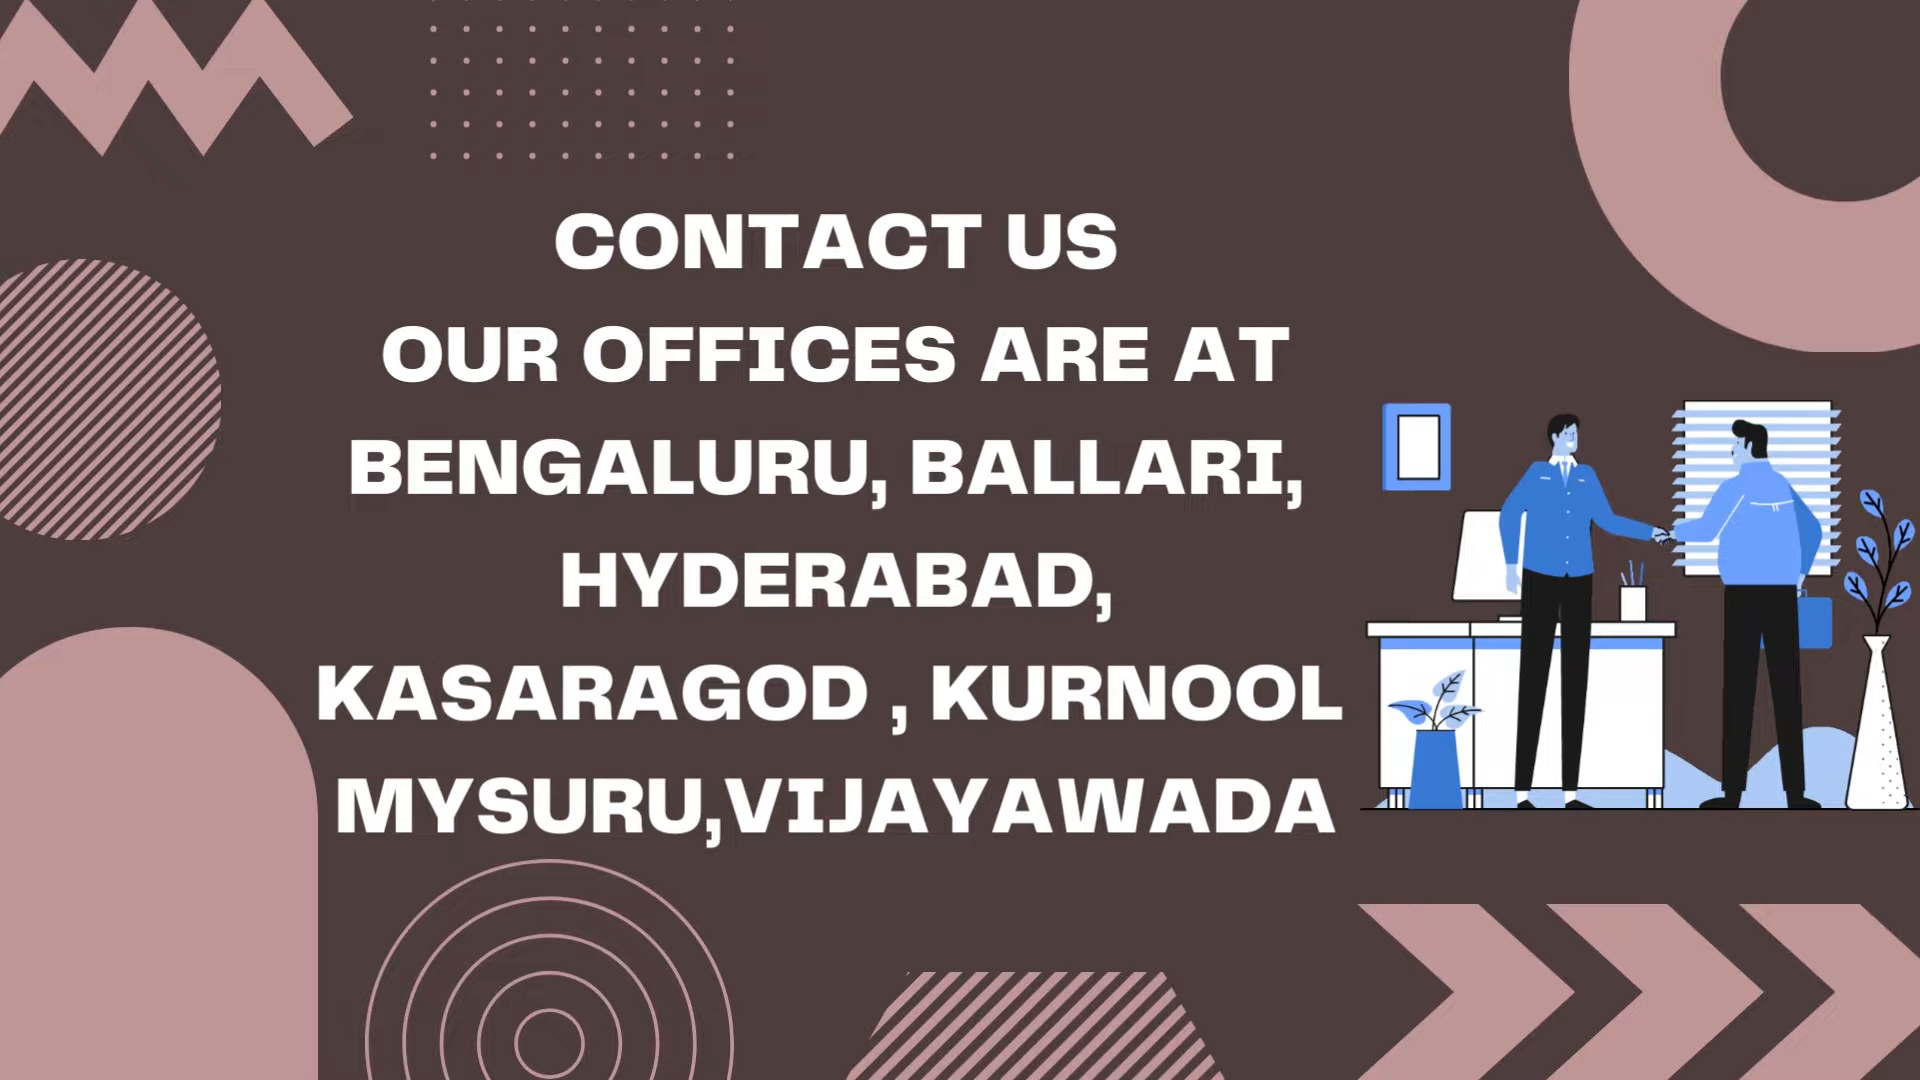 CONTACT US
OUR OFFICES ARE AT
BENGALURU, BALLARI,
HYDERABAD,
KASARAGOD , KURNOOL
MYSURU,VIJAYAWADA